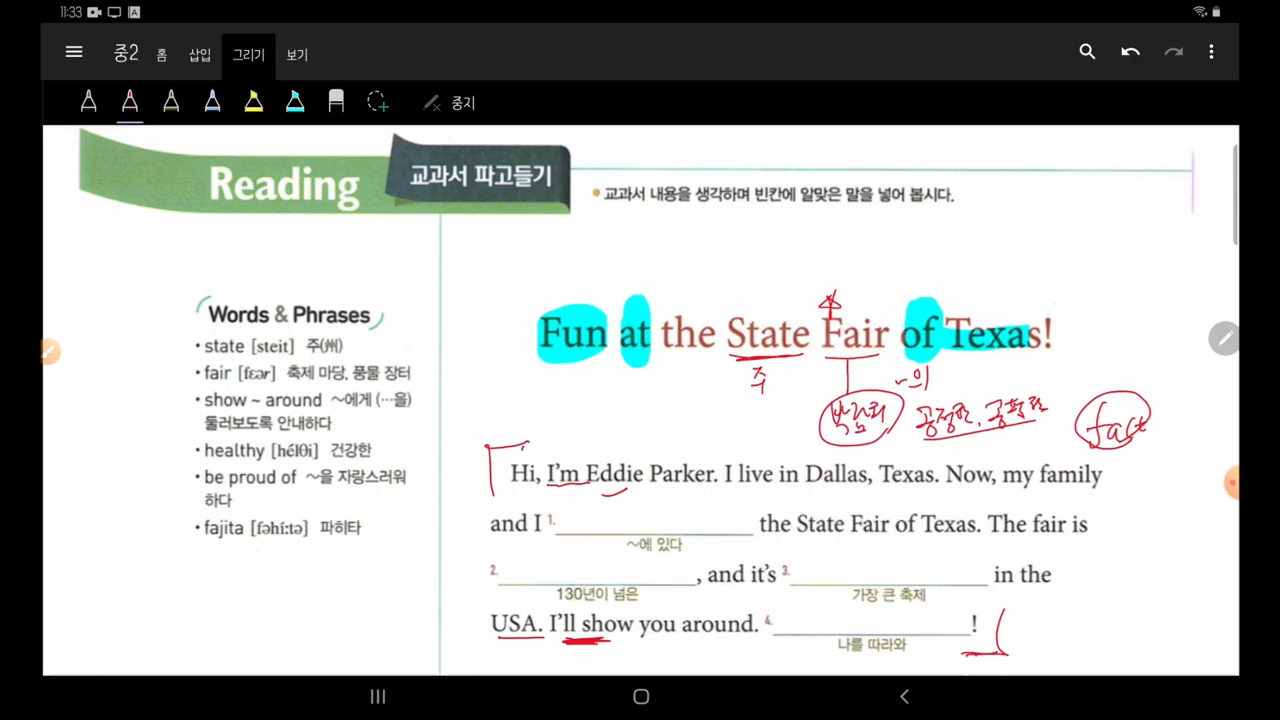 11:33
중2 홈 삽입 그리기 보기
중지
Reading 교과서 파고들기
교과서 내용을 생각하며 빈칸에 알맞은 말을 넣어 봅시다.
Words & Phrases
• state [steit] 주(州)
• fair [fɛər] 축제 마당, 풍물 장터
• show ~ around ~에게 (…을)
둘러보도록 안내하다
• healthy [hélθi] 건강한
• be proud of ~을 자랑스러워
하다
• fajita [fəhíːtə] 파히타
Fun at the State Fair of Texas!
주
~의
박람회 공정한, fact
Hi, I'm Eddie Parker. I live in Dallas, Texas. Now, my family
and I 1. the State Fair of Texas. The fair is
~에 있다
2. , and it's 3. in the
130년이 넘은 가장 큰 축제
USA. I'll show you around. 4. !
나를 따라와